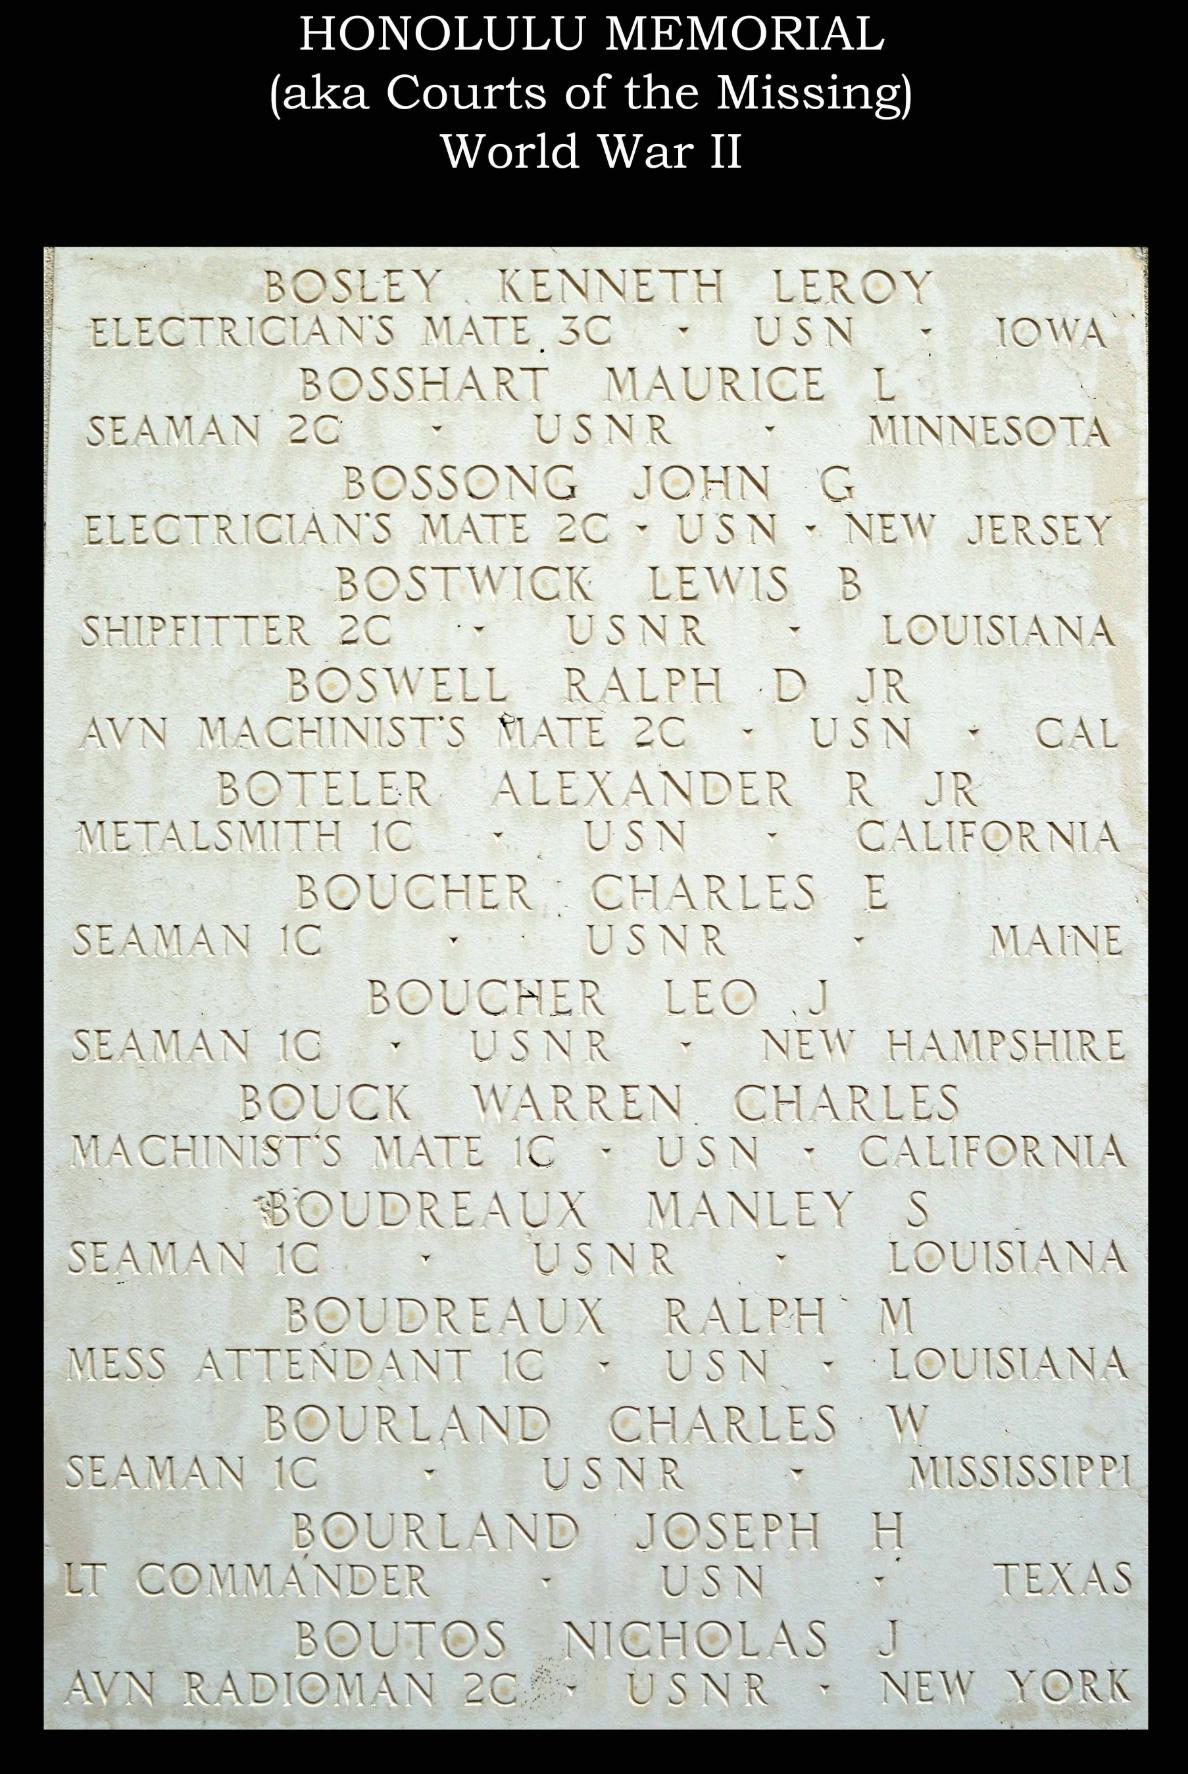 HONOLULU MEMORIAL
(aka Courts of the Missing)
World War II
BOSLEY KENNETH LEROY
ELECTRICIAN'S MATE 3C · USN · IOWA
BOSSHART MAURICE L
SEAMAN 2C · USNR · MINNESOTA
BOSSONG JOHN G
ELECTRICIAN'S MATE 2C · USN · NEW JERSEY
BOSTWICK LEWIS B
SHIPFITTER 2C · USNR · LOUISIANA
BOSWELL RALPH D JR
AVN MACHINIST'S MATE 2C · USN · CAL
BOTELER ALEXANDER R JR
METALSMITH 1C · USN · CALIFORNIA
BOUCHER CHARLES E
SEAMAN 1C · USNR · MAINE
BOUCHER LEO J
SEAMAN 1C · USNR · NEW HAMPSHIRE
BOUCK WARREN CHARLES
MACHINIST'S MATE 1C · USN · CALIFORNIA
BOUDREAUX MANLEY S
SEAMAN 1C · USNR · LOUISIANA
BOUDREAUX RALPH M
MESS ATTENDANT 1C · USN · LOUISIANA
BOURLAND CHARLES W
SEAMAN 1C · USNR · MISSISSIPPI
BOURLAND JOSEPH H
LT COMMANDER · USN · TEXAS
BOUTOS NICHOLAS J
AVN RADIOMAN 2C · USNR · NEW YORK